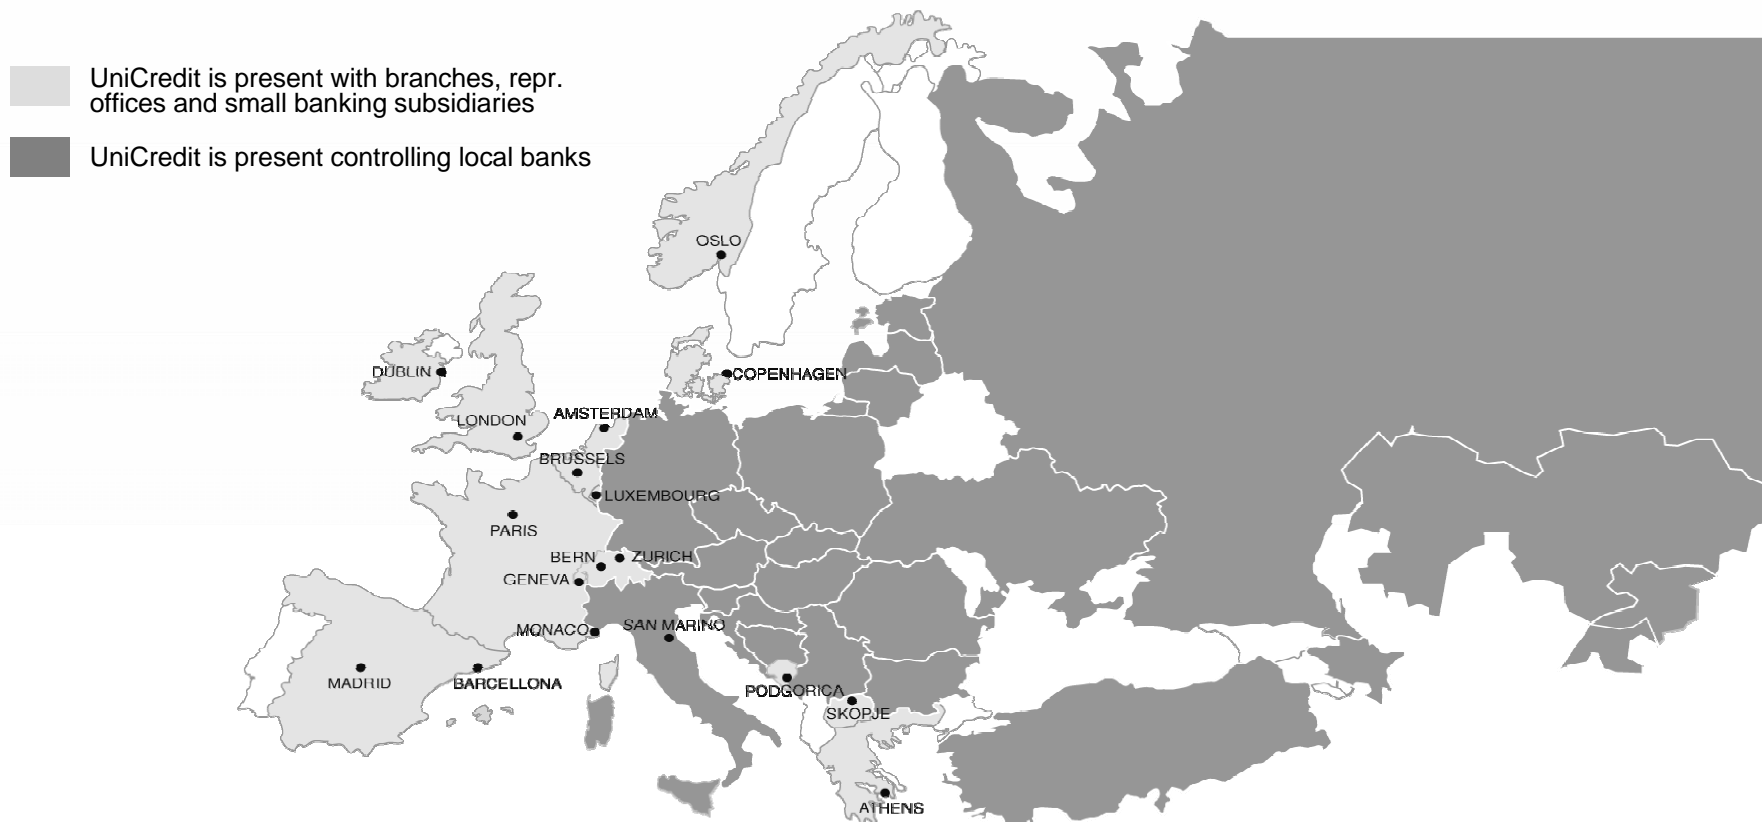 UniCredit is present with branches, repr.
offices and small banking subsidiaries
UniCredit is present controlling local banks
OSLO
DUBLIN
COPENHAGEN
LONDON
AMSTERDAM
BRUSSELS
LUXEMBOURG
PARIS
BERN
ZURICH
GENEVA
MONACO
SAN MARINO
MADRID
BARCELLONA
PODGORICA
SKOPJE
ATHENS